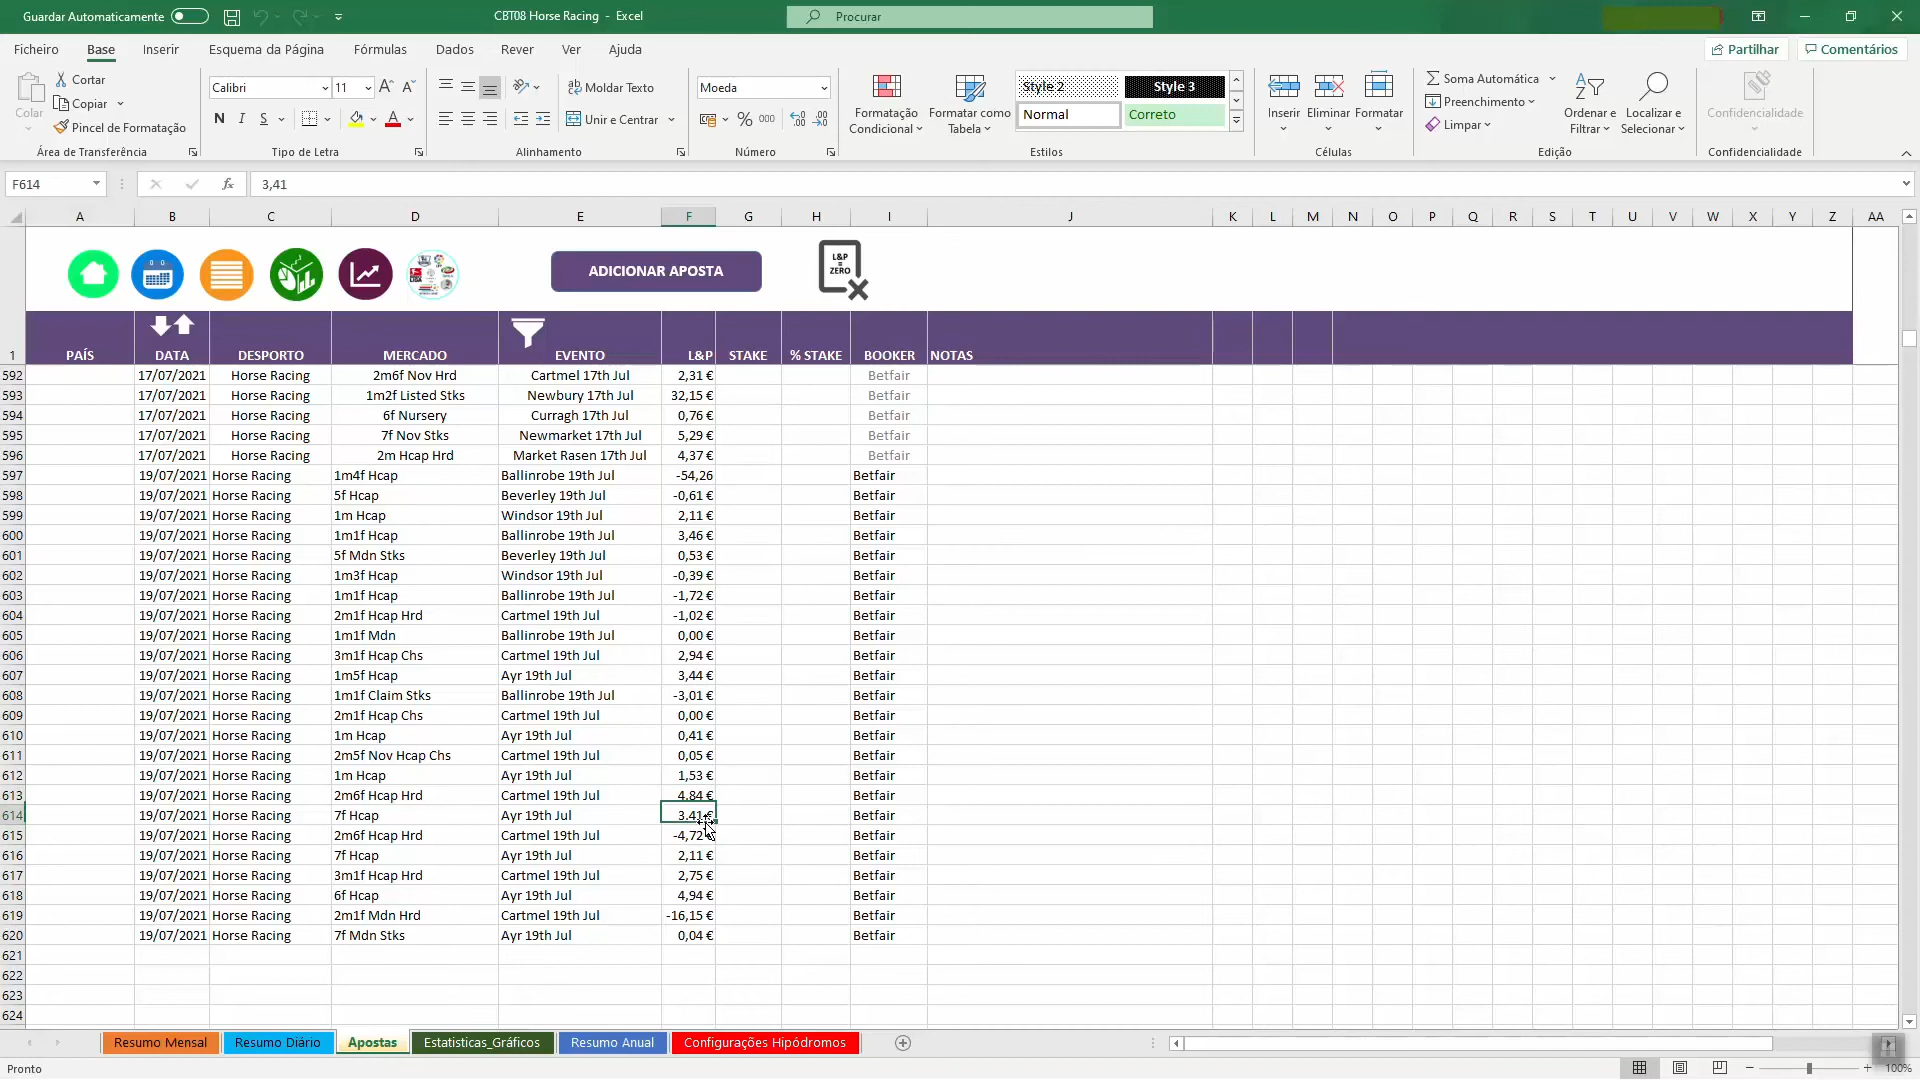 Guardar Automaticamente CBT08 Horse Racing - Excel Procurar
Ficheiro Base Inserir Esquema da Página Fórmulas Dados Rever Ver Ajuda Partilhar Comentários
Colar Cortar Copiar Pincel de Formatação
Calibri 11 N I S
Moldar Texto Unir e Centrar
Moeda % 000
Formatação Condicional Formatar como Tabela
Style 2 Style 3 Normal Correto
Inserir Eliminar Formatar
Soma Automática Preenchimento Limpar Ordenar e Filtrar Localizar e Selecionar
Confidencialidade
Área de Transferência Tipo de Letra Alinhamento Número Estilos Células Edição Confidencialidade
F614 fx 3,41
A B C D E F G H I J K L M N O P Q R S T U V W X Y Z AA
ADICIONAR APOSTA L&P = ZERO
1 PAÍS DATA DESPORTO MERCADO EVENTO L&P STAKE % STAKE BOOKER NOTAS
592 17/07/2021 Horse Racing 2m6f Nov Hrd Cartmel 17th Jul 2,31 € Betfair
593 17/07/2021 Horse Racing 1m2f Listed Stks Newbury 17th Jul 32,15 € Betfair
594 17/07/2021 Horse Racing 6f Nursery Curragh 17th Jul 0,76 € Betfair
595 17/07/2021 Horse Racing 7f Nov Stks Newmarket 17th Jul 5,29 € Betfair
596 17/07/2021 Horse Racing 2m Hcap Hrd Market Rasen 17th Jul 4,37 € Betfair
597 19/07/2021 Horse Racing 1m4f Hcap Ballinrobe 19th Jul -54,26 Betfair
598 19/07/2021 Horse Racing 5f Hcap Beverley 19th Jul -0,61 € Betfair
599 19/07/2021 Horse Racing 1m Hcap Windsor 19th Jul 2,11 € Betfair
600 19/07/2021 Horse Racing 1m1f Hcap Ballinrobe 19th Jul 3,46 € Betfair
601 19/07/2021 Horse Racing 5f Mdn Stks Beverley 19th Jul 0,53 € Betfair
602 19/07/2021 Horse Racing 1m3f Hcap Windsor 19th Jul -0,39 € Betfair
603 19/07/2021 Horse Racing 1m1f Hcap Ballinrobe 19th Jul -1,72 € Betfair
604 19/07/2021 Horse Racing 2m1f Hcap Hrd Cartmel 19th Jul -1,02 € Betfair
605 19/07/2021 Horse Racing 1m1f Mdn Ballinrobe 19th Jul 0,00 € Betfair
606 19/07/2021 Horse Racing 3m1f Hcap Chs Cartmel 19th Jul 2,94 € Betfair
607 19/07/2021 Horse Racing 1m5f Hcap Ayr 19th Jul 3,44 € Betfair
608 19/07/2021 Horse Racing 1m1f Claim Stks Ballinrobe 19th Jul -3,01 € Betfair
609 19/07/2021 Horse Racing 2m1f Hcap Chs Cartmel 19th Jul 0,00 € Betfair
610 19/07/2021 Horse Racing 1m Hcap Ayr 19th Jul 0,41 € Betfair
611 19/07/2021 Horse Racing 2m5f Nov Hcap Chs Cartmel 19th Jul 0,05 € Betfair
612 19/07/2021 Horse Racing 1m Hcap Ayr 19th Jul 1,53 € Betfair
613 19/07/2021 Horse Racing 2m6f Hcap Hrd Cartmel 19th Jul 4,84 € Betfair
614 19/07/2021 Horse Racing 7f Hcap Ayr 19th Jul 3,41 € Betfair
615 19/07/2021 Horse Racing 2m6f Hcap Hrd Cartmel 19th Jul -4,72 € Betfair
616 19/07/2021 Horse Racing 7f Hcap Ayr 19th Jul 2,11 € Betfair
617 19/07/2021 Horse Racing 3m1f Hcap Hrd Cartmel 19th Jul 2,75 € Betfair
618 19/07/2021 Horse Racing 6f Hcap Ayr 19th Jul 4,94 € Betfair
619 19/07/2021 Horse Racing 2m1f Mdn Hrd Cartmel 19th Jul -16,15 € Betfair
620 19/07/2021 Horse Racing 7f Mdn Stks Ayr 19th Jul 0,04 € Betfair
621
622
623
624
Resumo Mensal Resumo Diário Apostas Estatisticas_Gráficos Resumo Anual Configurações Hipódromos
Pronto 100%